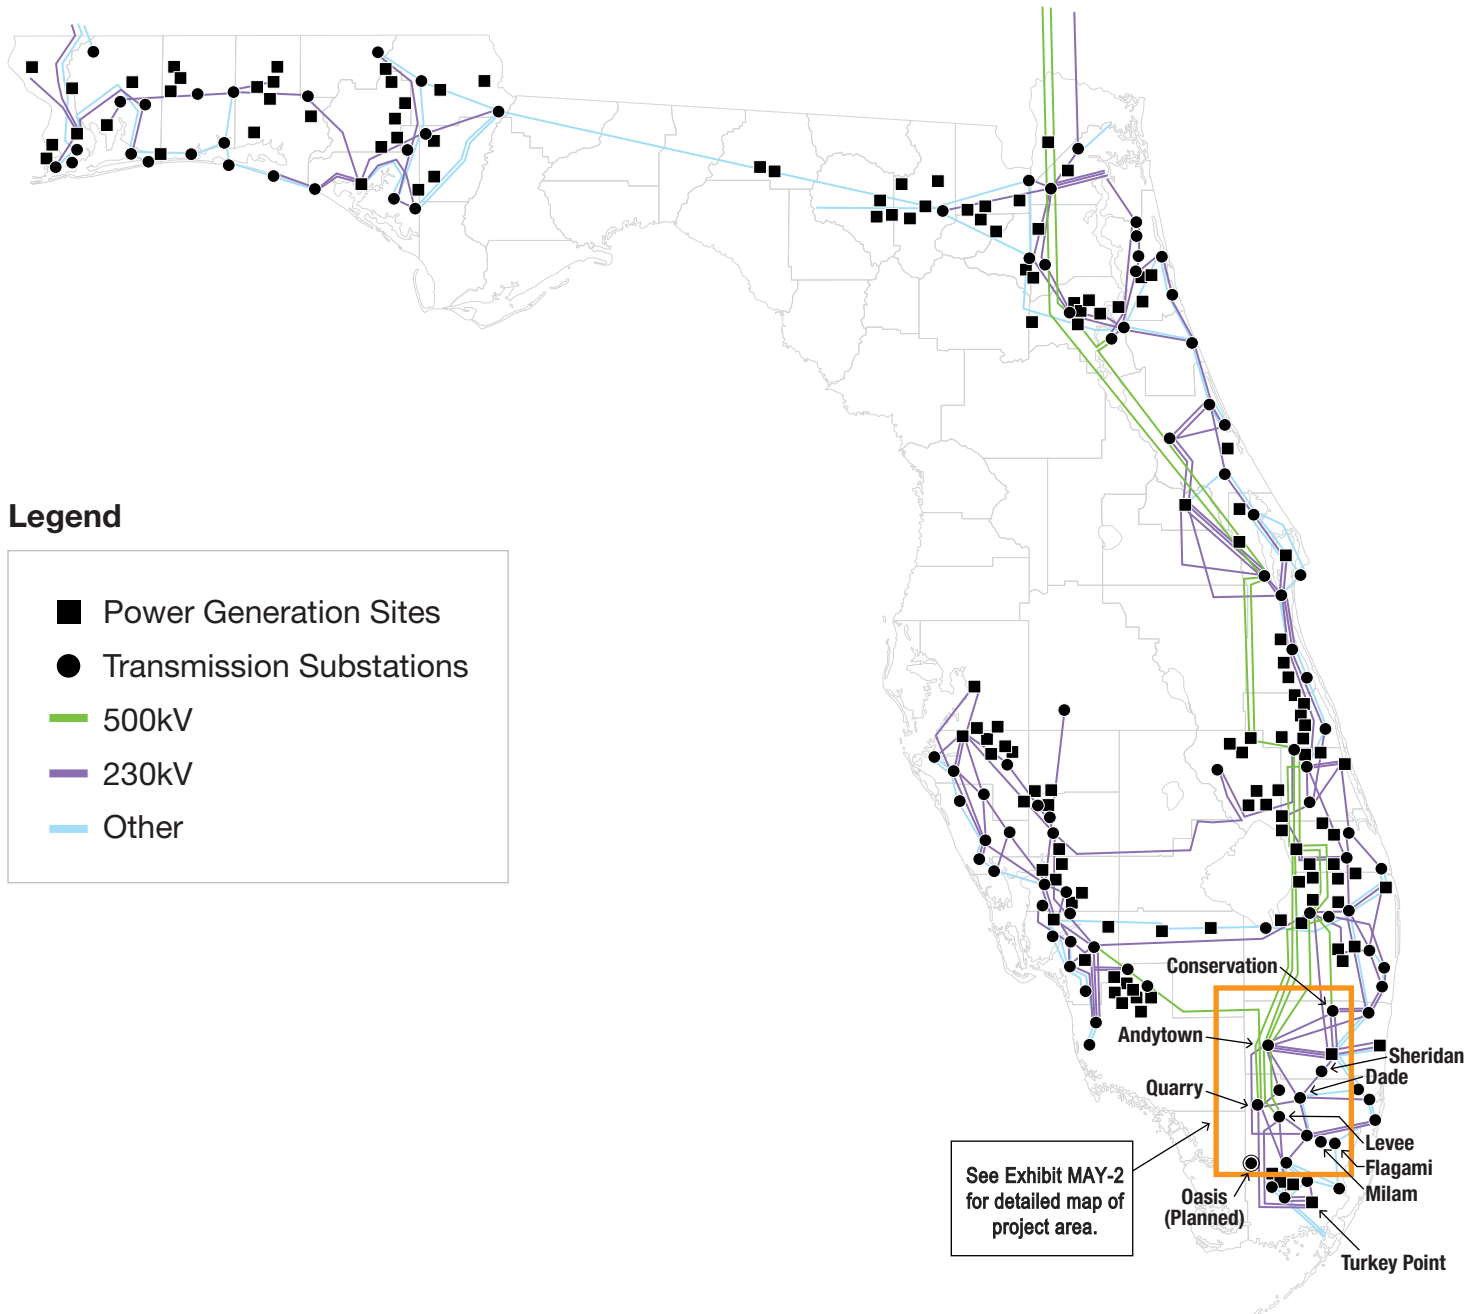 Legend
Power Generation Sites
Transmission Substations
500kV
230kV
Other
Conservation
Andytown
Sheridan
Dade
Quarry
Levee
Flagami
Milam
Oasis
(Planned)
Turkey Point
See Exhibit MAY-2
for detailed map of
project area.